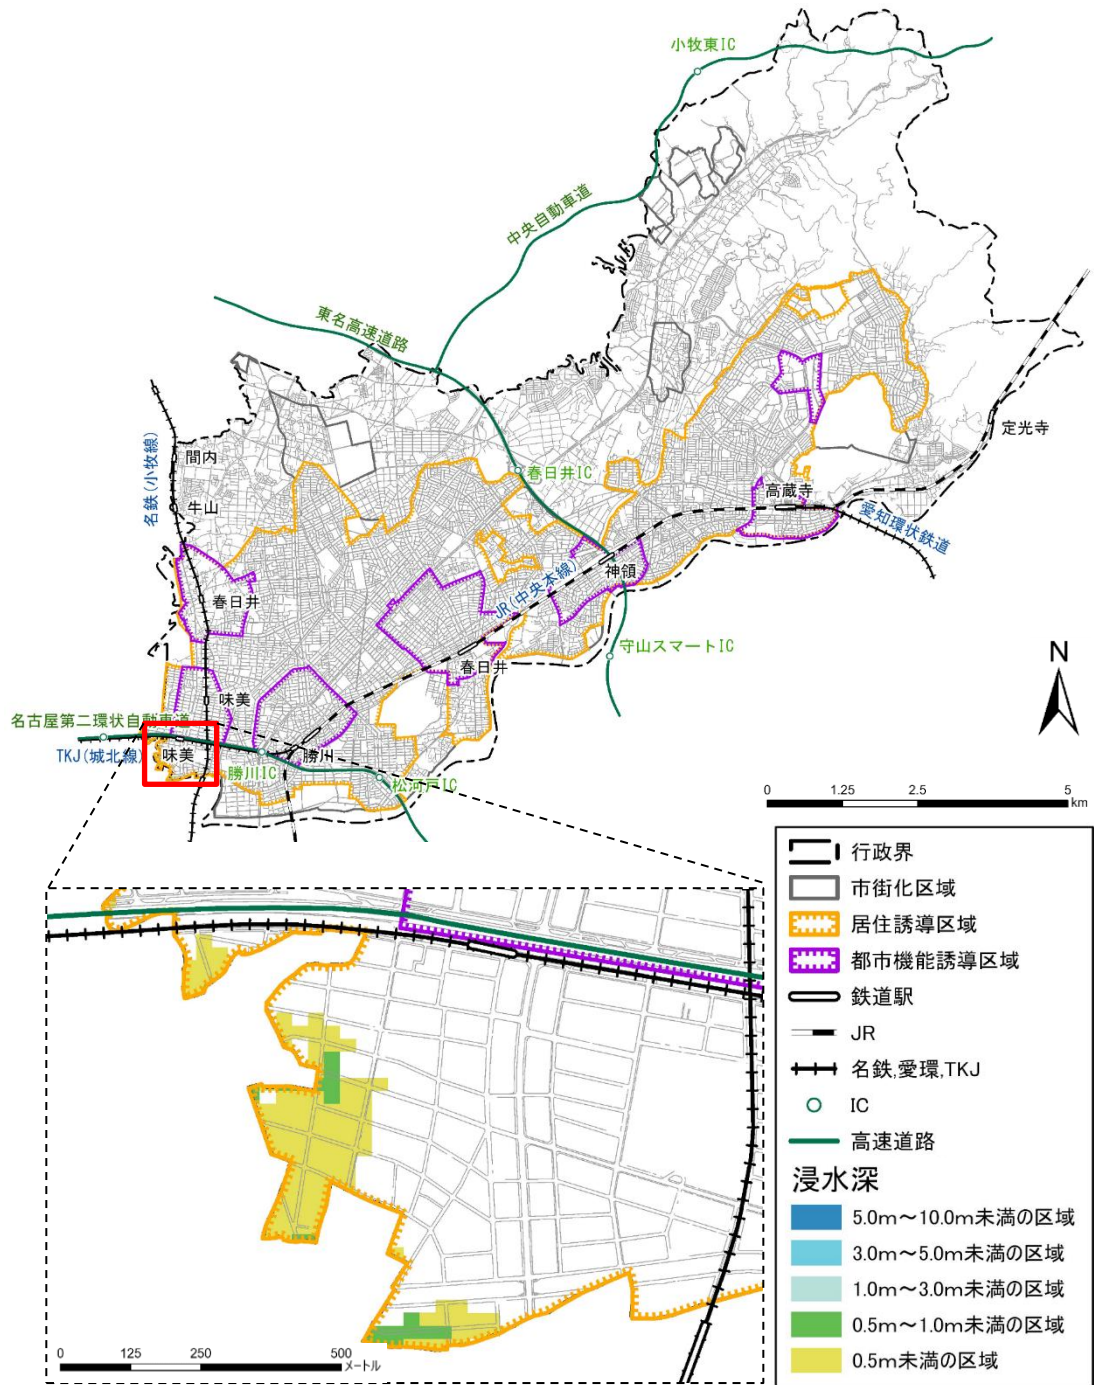 小牧東IC
中央自動車道
東名高速道路
名鉄(小牧線)
間内
牛山
春日井IC
定光寺
高蔵寺
愛知環状鉄道
神領
JR(中央本線)
春日井
春日井
守山スマートIC
味美
名古屋第二環状自動車道
TKJ(城北線)
味美
勝川
勝川IC
松河戸IC
N
0 1.25 2.5 5
km
行政界
市街化区域
居住誘導区域
都市機能誘導区域
鉄道駅
JR
名鉄,愛環,TKJ
IC
高速道路
浸水深
5.0m～10.0m未満の区域
3.0m～5.0m未満の区域
1.0m～3.0m未満の区域
0.5m～1.0m未満の区域
0.5m未満の区域
0 125 250 500
メートル